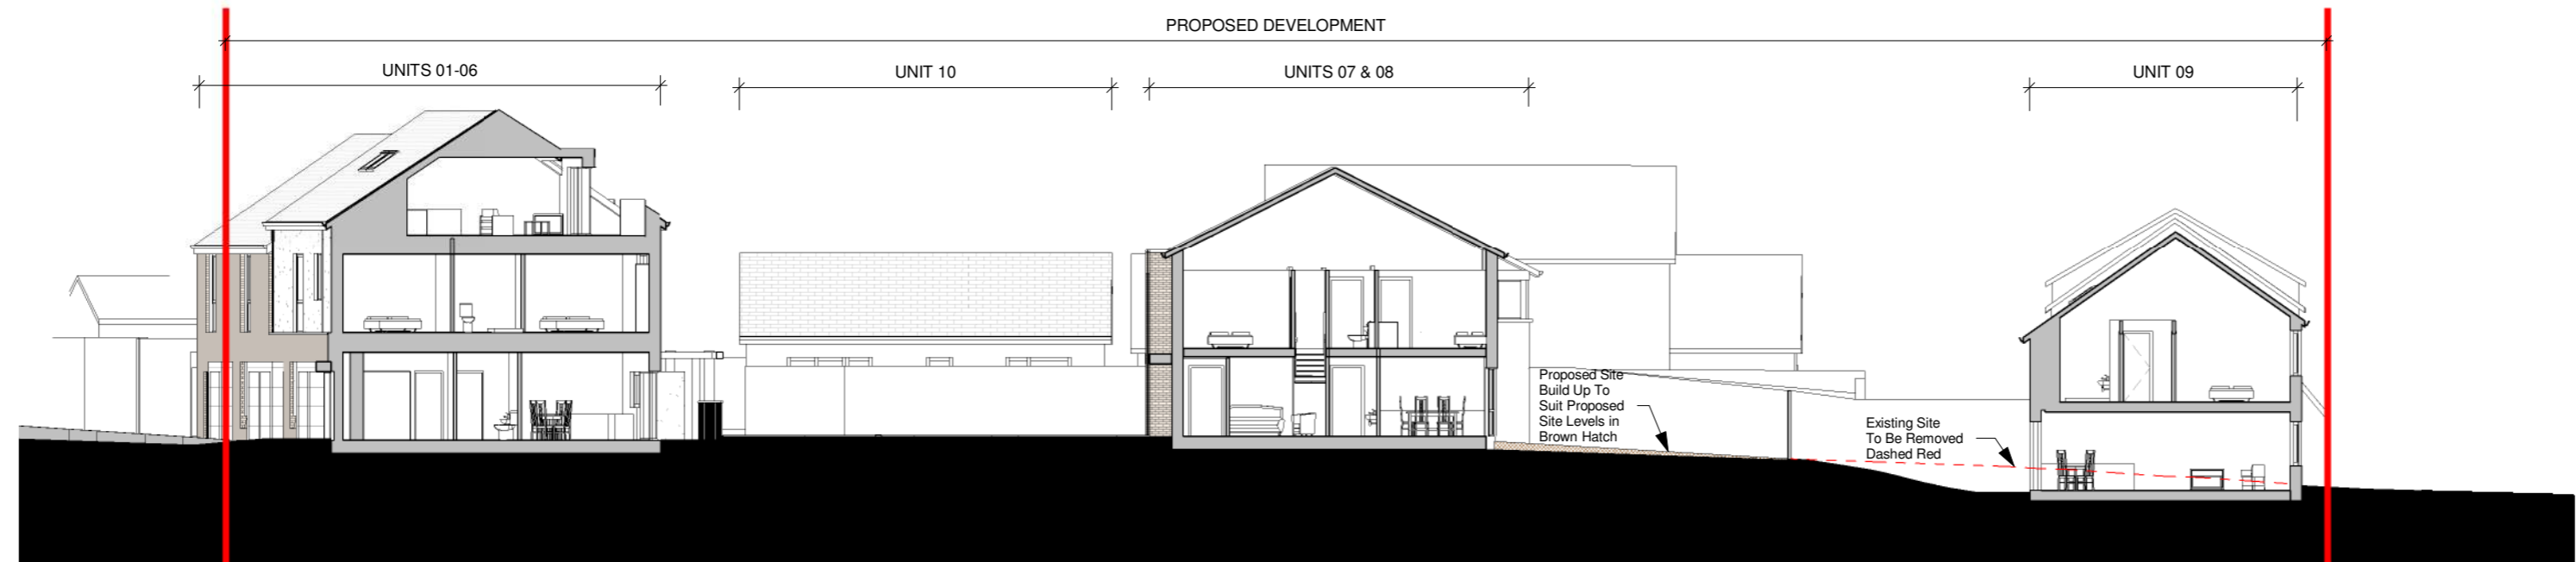 PROPOSED DEVELOPMENT
UNITS 01-06
UNIT 10
UNITS 07 & 08
UNIT 09
Proposed Site
Build Up To
Suit Proposed
Site Levels in
Brown Hatch
Existing Site
To Be Removed
Dashed Red